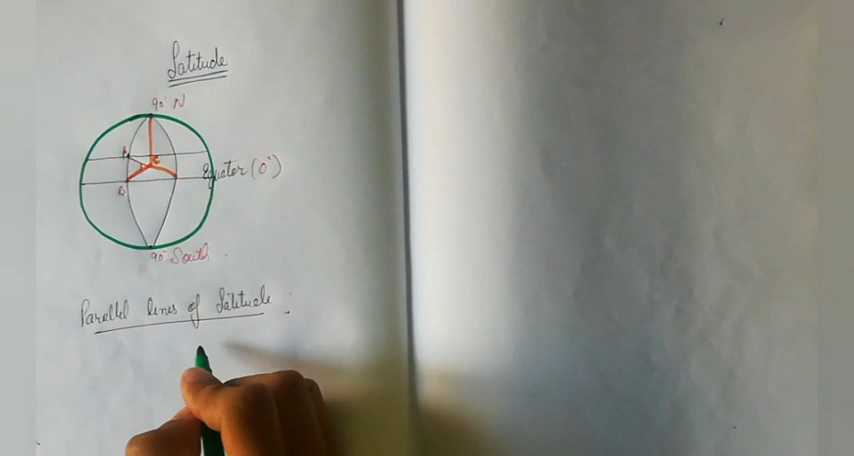 Latitude
90° N
A
C
Equator (0°)
B
90° South
Parallel lines of Latitude :